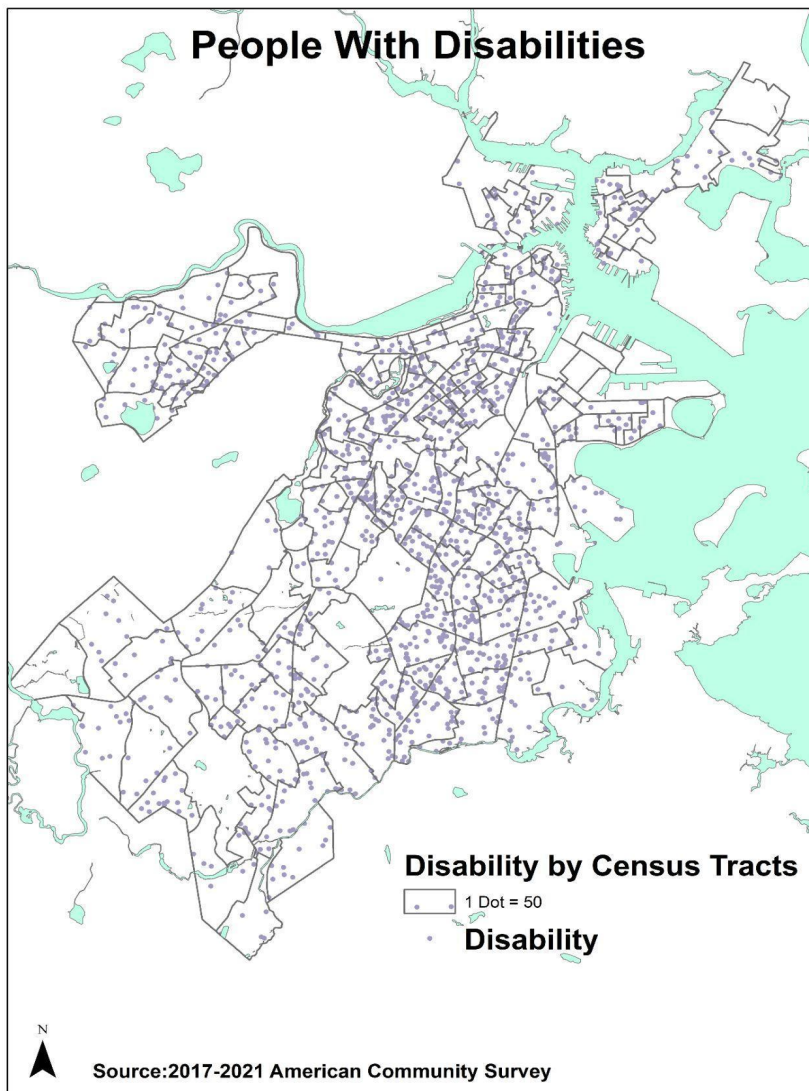 People With Disabilities
Disability by Census Tracts
1 Dot = 50
Disability
N
Source:2017-2021 American Community Survey